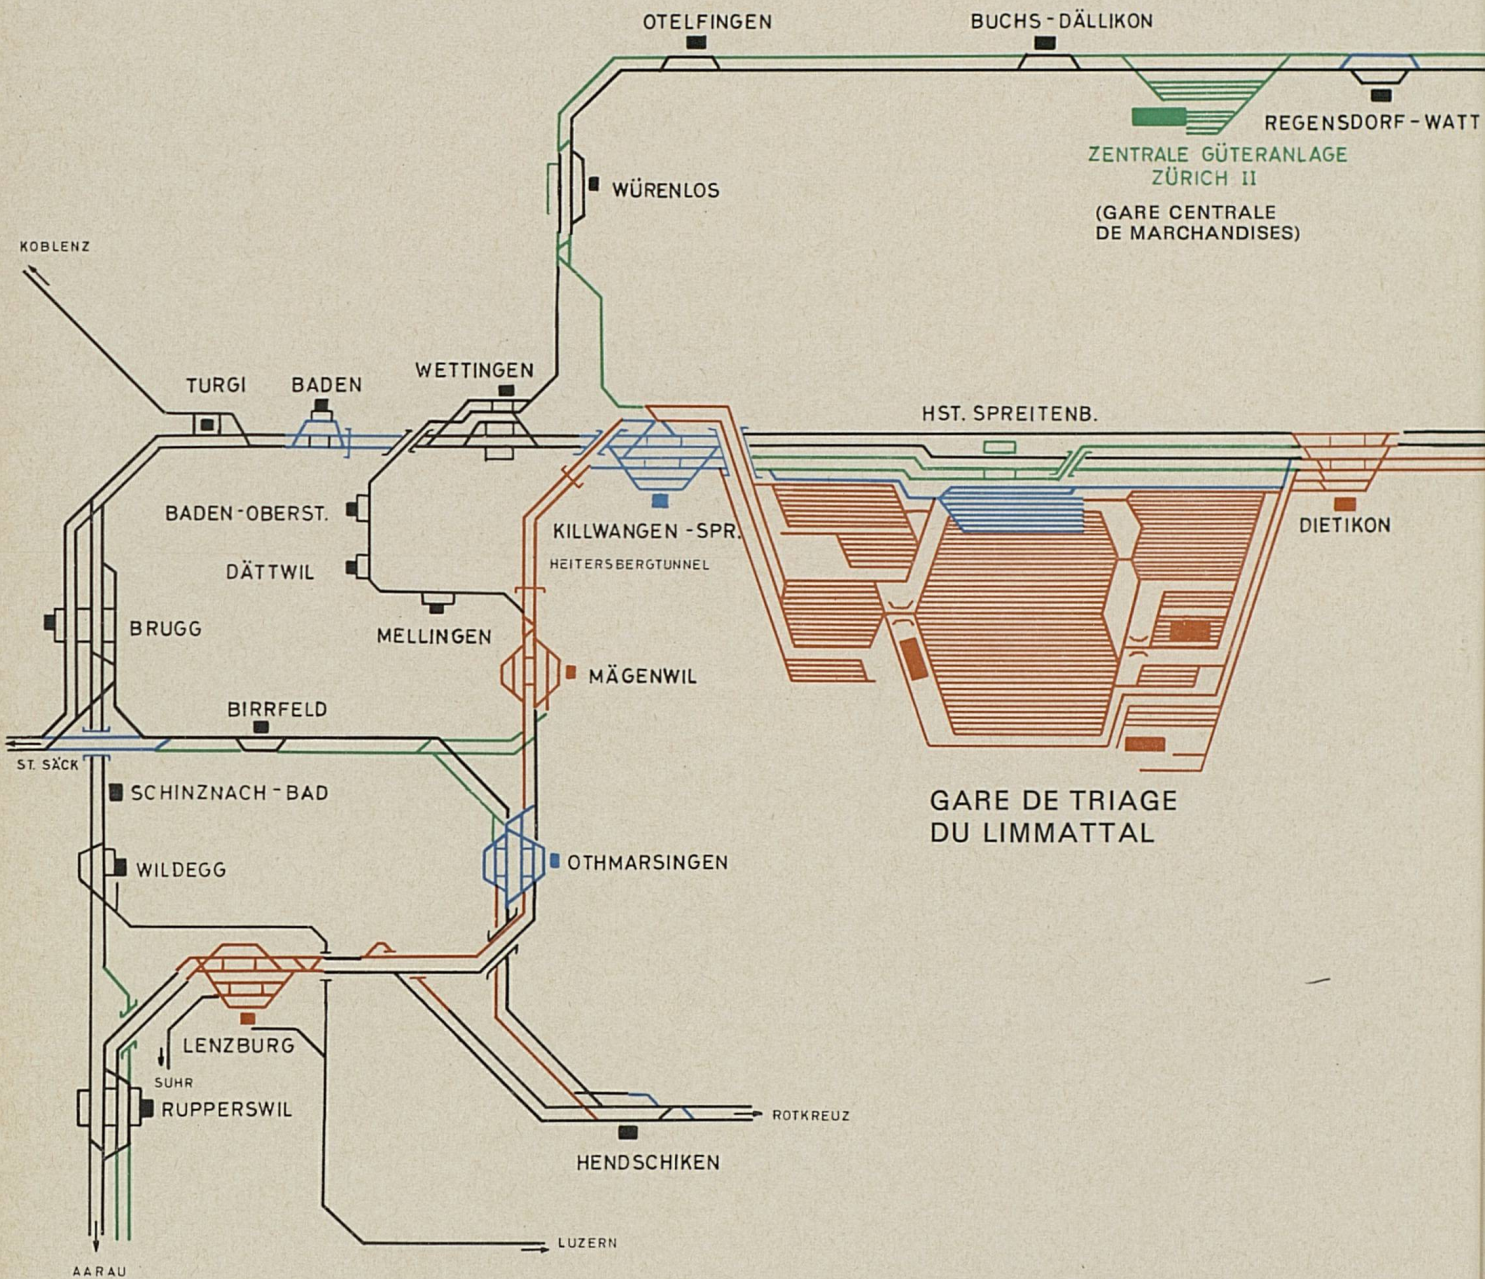 OTELFINGEN
BUCHS-DÄLLIKON
REGENSDORF-WATT
ZENTRALE GÜTERANLAGE
ZÜRICH II
(GARE CENTRALE
DE MARCHANDISES)
WÜRENLOS
KOBLENZ
TURGI
BADEN
WETTINGEN
HST. SPREITENB.
BADEN-OBERST.
KILLWANGEN-SPR.
DIETIKON
HEITERSBERGTUNNEL
DÄTTWIL
BRUGG
MELLINGEN
MÄGENWIL
BIRRFELD
ST. SÄCK
SCHINZNACH-BAD
GARE DE TRIAGE
DU LIMMATTAL
WILDEGG
OTHMARSINGEN
LENZBURG
SUHR
RUPPERSWIL
ROTKREUZ
HENDSCHIKEN
LUZERN
AARAU